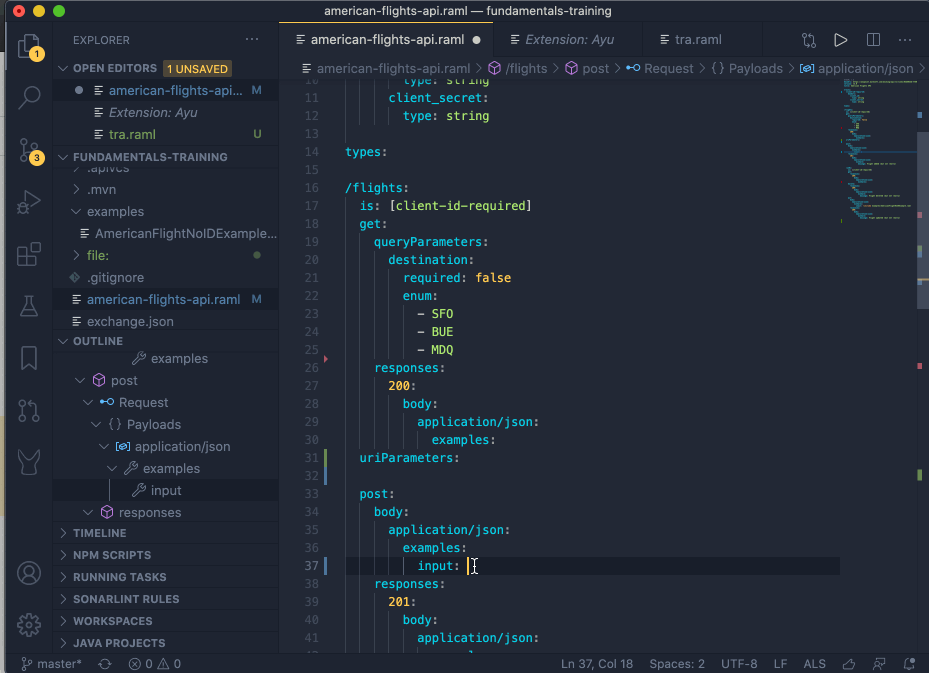 american-flights-api.raml — fundamentals-training
EXPLORER
american-flights-api.raml
Extension: Ayu
tra.raml
OPEN EDITORS
1 UNSAVED
american-flights-api.raml > /flights > post > Request > Payloads > application/json >
american-flights-api... M
Extension: Ayu
tra.raml U
FUNDAMENTALS-TRAINING
.apivcs
.mvn
examples
AmericanFlightNoIDExample...
file:
.gitignore
american-flights-api.raml M
exchange.json
OUTLINE
examples
post
Request
Payloads
application/json
examples
input
responses
TIMELINE
NPM SCRIPTS
RUNNING TASKS
SONARLINT RULES
WORKSPACES
JAVA PROJECTS
1
3
10 type: string
11 client_secret:
12 type: string
13
14 types:
15
16 /flights:
17 is: [client-id-required]
18 get:
19 queryParameters:
20 destination:
21 required: false
22 enum:
23 - SFO
24 - BUE
25 - MDQ
26 responses:
27 200:
28 body:
29 application/json:
30 examples:
31 uriParameters:
32
33 post:
34 body:
35 application/json:
36 examples:
37 input:
38 responses:
39 201:
40 body:
41 application/json:
master* 0 0 Ln 37, Col 18 Spaces: 2 UTF-8 LF ALS